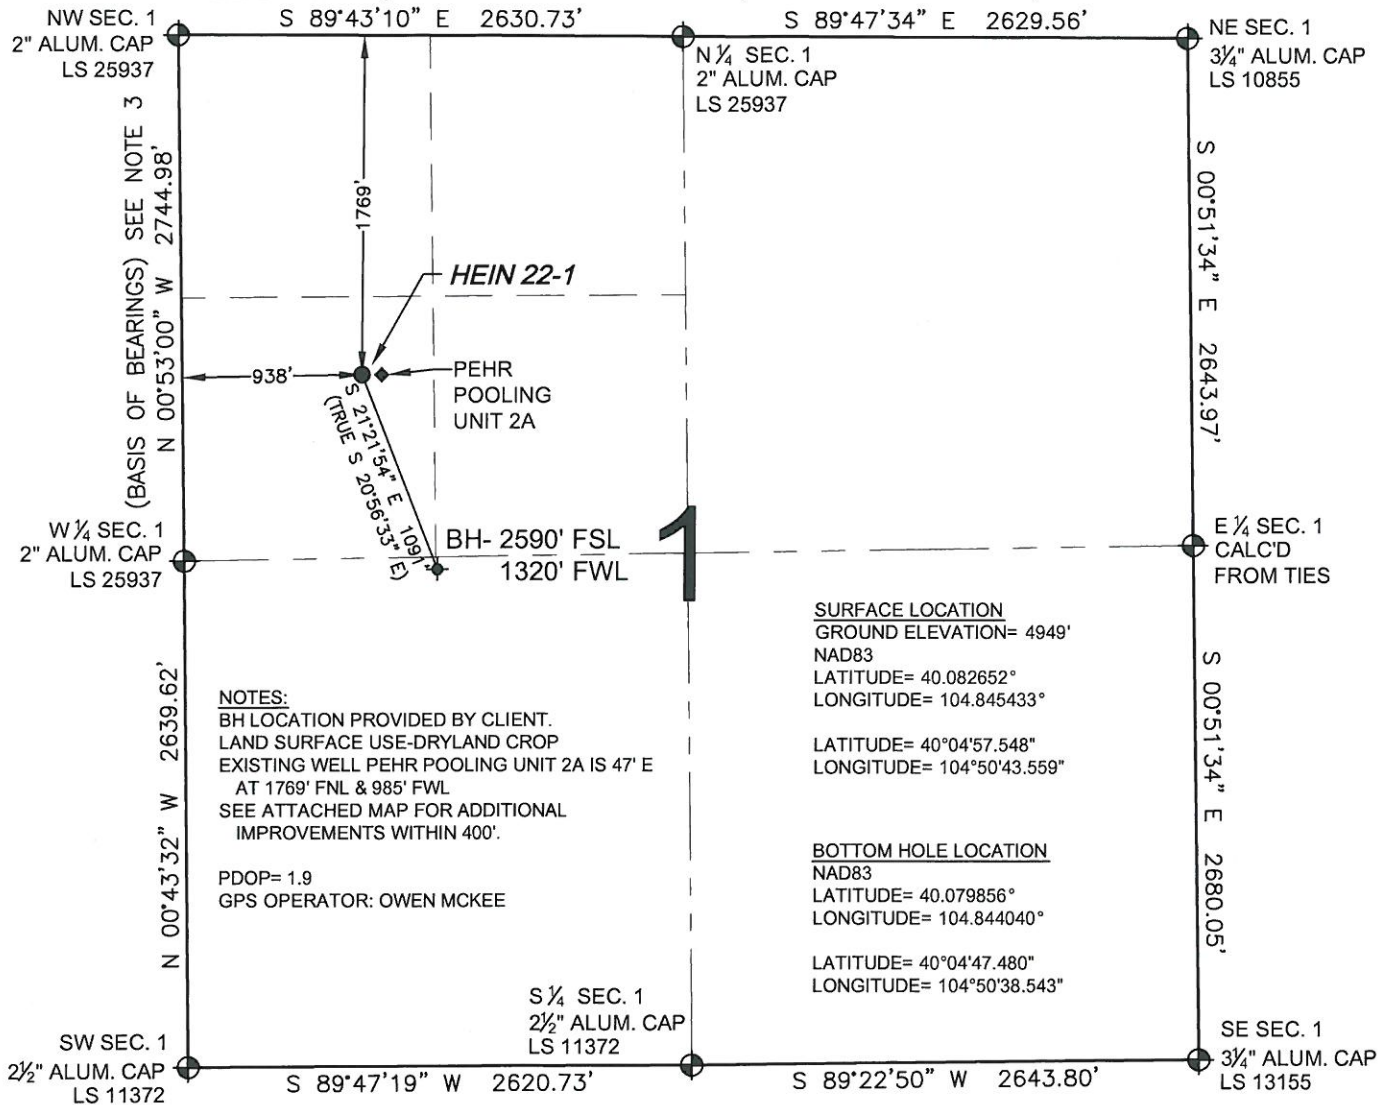 NW SEC. 1
2" ALUM. CAP
LS 25937
S 89°43'10" E 2630.73'
S 89°47'34" E 2629.56'
NE SEC. 1
3¼" ALUM. CAP
LS 10855
N ¼ SEC. 1
2" ALUM. CAP
LS 25937
(BASIS OF BEARINGS) SEE NOTE 3
N 00°53'00" W 2744.98'
1769'
S 00°51'34" E 2643.97'
HEIN 22-1
938'
PEHR
POOLING
UNIT 2A
S 21°21'54" E 1091'
(TRUE S 20°56'33" E)
W ¼ SEC. 1
2" ALUM. CAP
LS 25937
BH- 2590' FSL
1320' FWL
1
E ¼ SEC. 1
CALC'D
FROM TIES
SURFACE LOCATION
GROUND ELEVATION= 4949'
NAD83
LATITUDE= 40.082652°
LONGITUDE= 104.845433°
LATITUDE= 40°04'57.548"
LONGITUDE= 104°50'43.559"
N 00°43'32" W 2639.62'
NOTES:
BH LOCATION PROVIDED BY CLIENT.
LAND SURFACE USE-DRYLAND CROP
EXISTING WELL PEHR POOLING UNIT 2A IS 47' E
AT 1769' FNL & 985' FWL
SEE ATTACHED MAP FOR ADDITIONAL
IMPROVEMENTS WITHIN 400'.
PDOP= 1.9
GPS OPERATOR: OWEN MCKEE
S 00°51'34" E 2680.05'
BOTTOM HOLE LOCATION
NAD83
LATITUDE= 40.079856°
LONGITUDE= 104.844040°
LATITUDE= 40°04'47.480"
LONGITUDE= 104°50'38.543"
S ¼ SEC. 1
2½" ALUM. CAP
LS 11372
SW SEC. 1
2½" ALUM. CAP
LS 11372
S 89°47'19" W 2620.73'
S 89°22'50" W 2643.80'
SE SEC. 1
3¼" ALUM. CAP
LS 13155